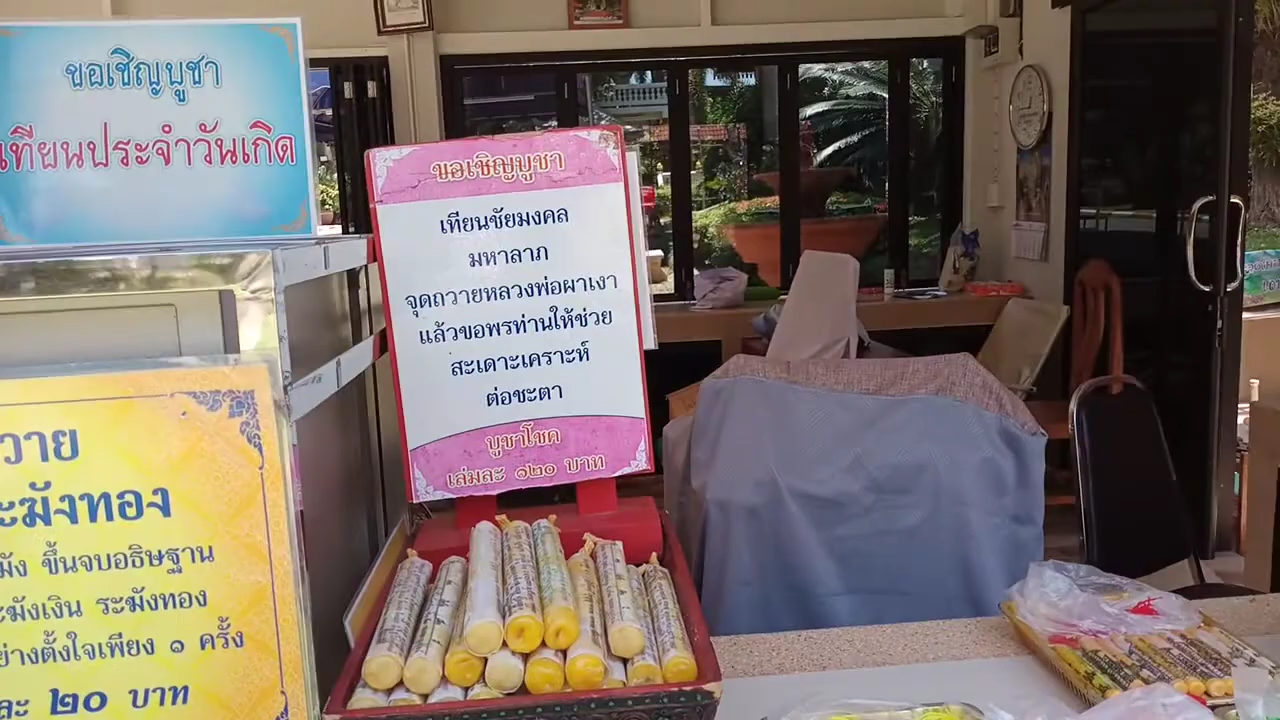 ขอเชิญบูชา
เทียนประจำวันเกิด
ขอเชิญบูชา
เทียนชัยมงคล
มหาลาภ
จุดถวายหลวงพ่อผาเงา
แล้วขอพรท่านให้ช่วย
สะเดาะเคราะห์
ต่อชะตา
บูชาโชค
เล่มละ ๑๒๐ บาท
วาย
ะฆังทอง
ัง ขึ้นจบอธิษฐาน
ะฆังเงิน ระฆังทอง
ย่างตั้งใจเพียง ๑ ครั้ง
ละ ๒๐ บาท